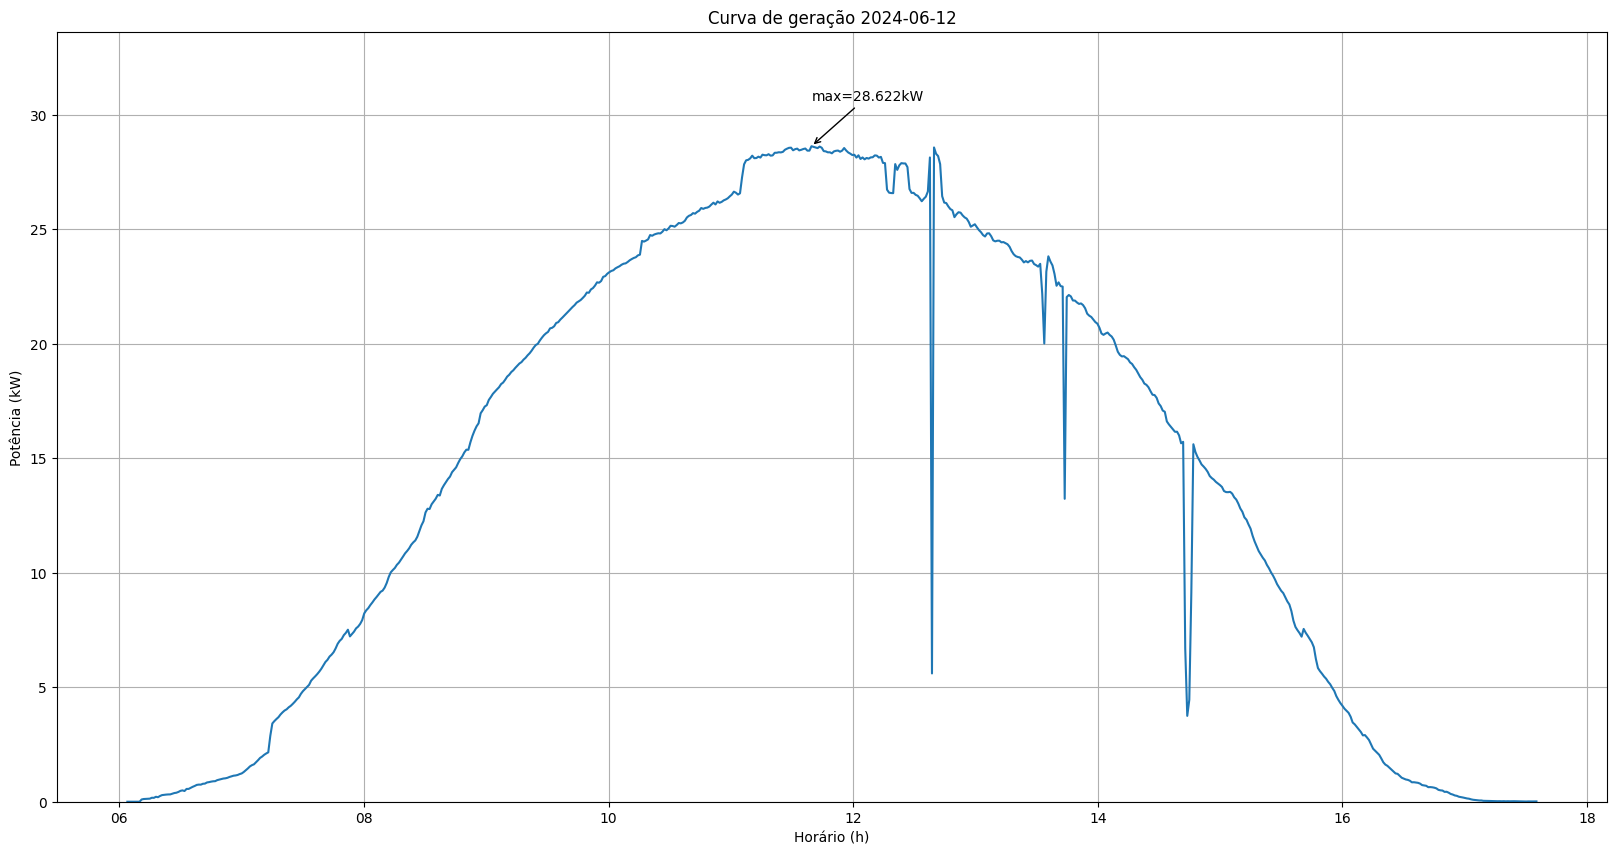 Curva de geração 2024-06-12
max=28.622kW
Potência (kW)
30
25
20
15
10
5
0
06 08 10 12 14 16 18
Horário (h)